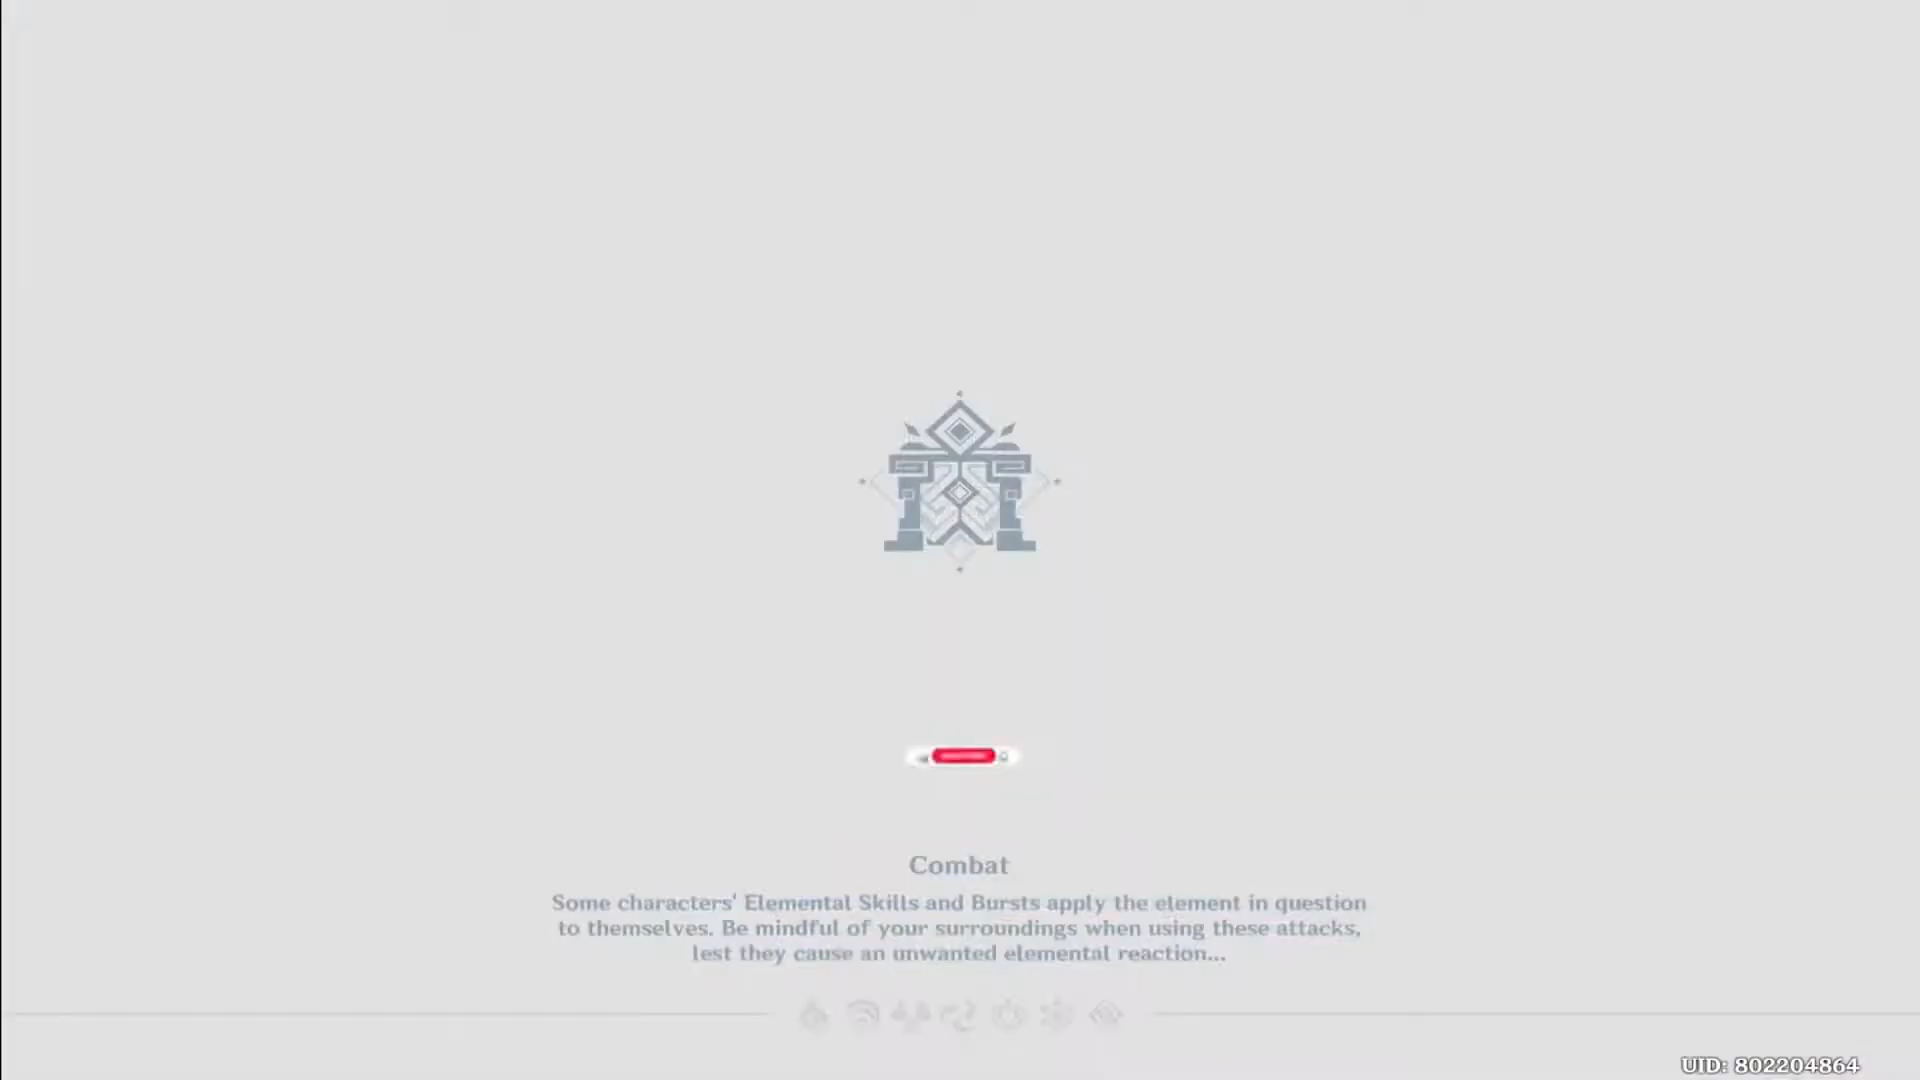 Combat
Some characters' Elemental Skills and Bursts apply the element in question
to themselves. Be mindful of your surroundings when using these attacks,
lest they cause an unwanted elemental reaction...
UID: 802204864